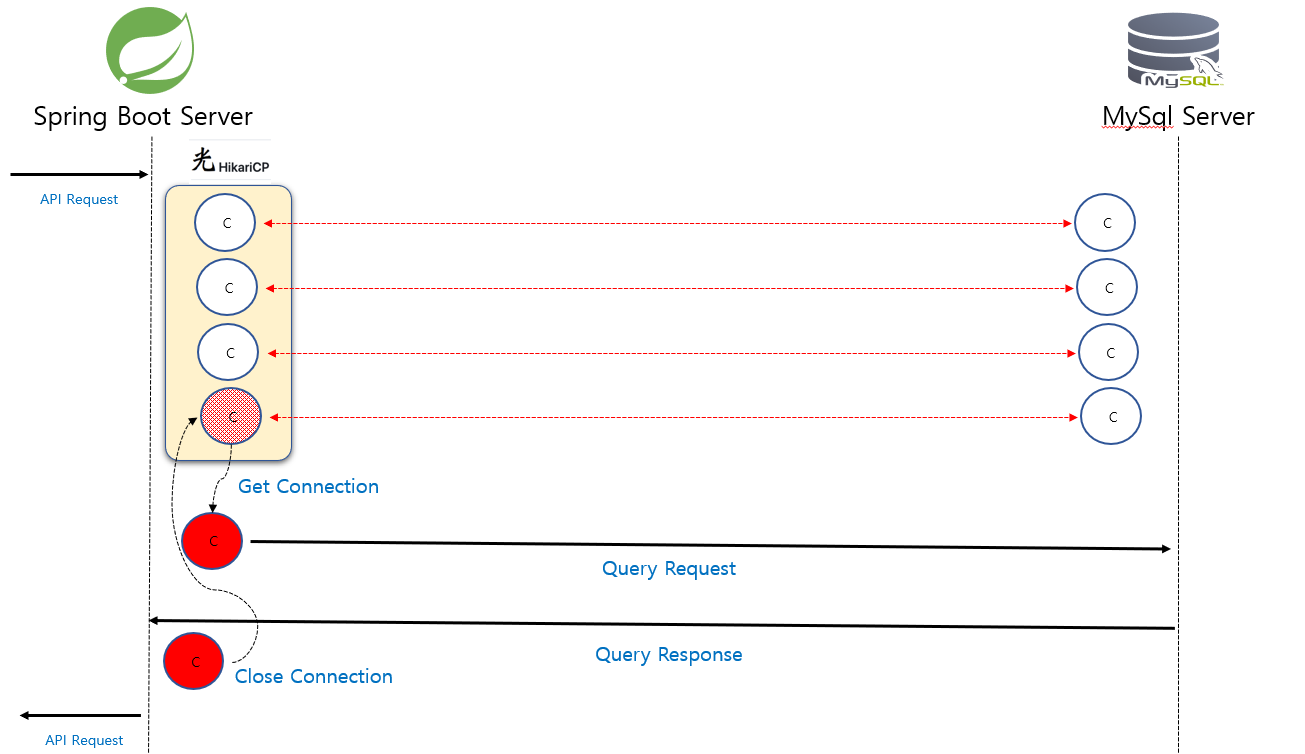 MySQL
Spring Boot Server
MySql Server
光 HikariCP
API Request
C
C
C
C
C
C
C
C
Get Connection
C
Query Request
Query Response
C
Close Connection
API Request